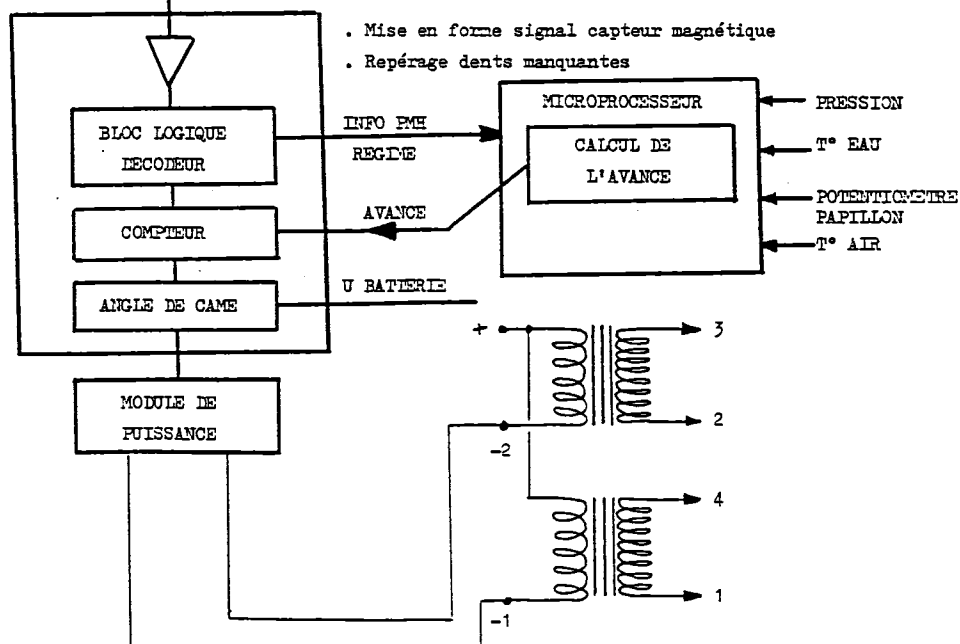 . Mise en forme signal capteur magnétique
. Repérage dents manquantes
MICROPROCESSEUR
PRESSION
BLOC LOGIQUE
DECODEUR
INFO PMH
REGIME
CALCUL DE
L'AVANCE
T° EAU
POTENTIOMETRE
PAPILLON
COMPTEUR
AVANCE
T° AIR
ANGLE DE CAME
U BATTERIE
+
3
MODULE DE
PUISSANCE
2
-2
4
1
-1